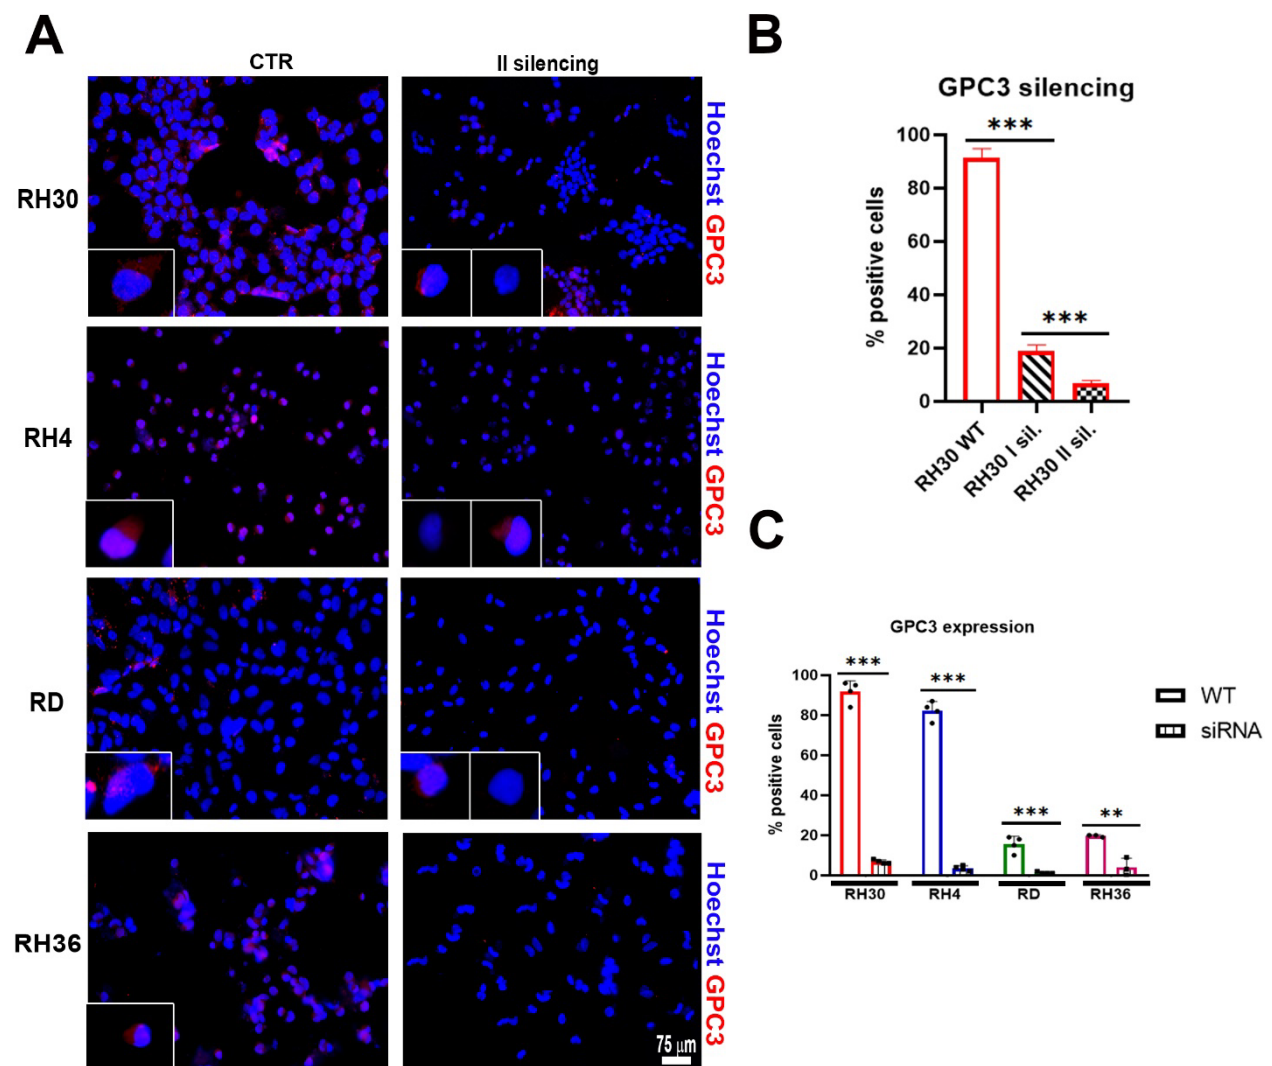 A
CTR
II silencing
RH30
Hoechst GPC3
RH4
Hoechst GPC3
RD
Hoechst GPC3
RH36
Hoechst GPC3
75 µm
B
GPC3 silencing
***
***
% positive cells
100
80
60
40
20
0
RH30 WT
RH30 I sil.
RH30 II sil.
C
GPC3 expression
***
***
***
**
% positive cells
100
80
60
40
20
0
RH30
RH4
RD
RH36
WT
siRNA